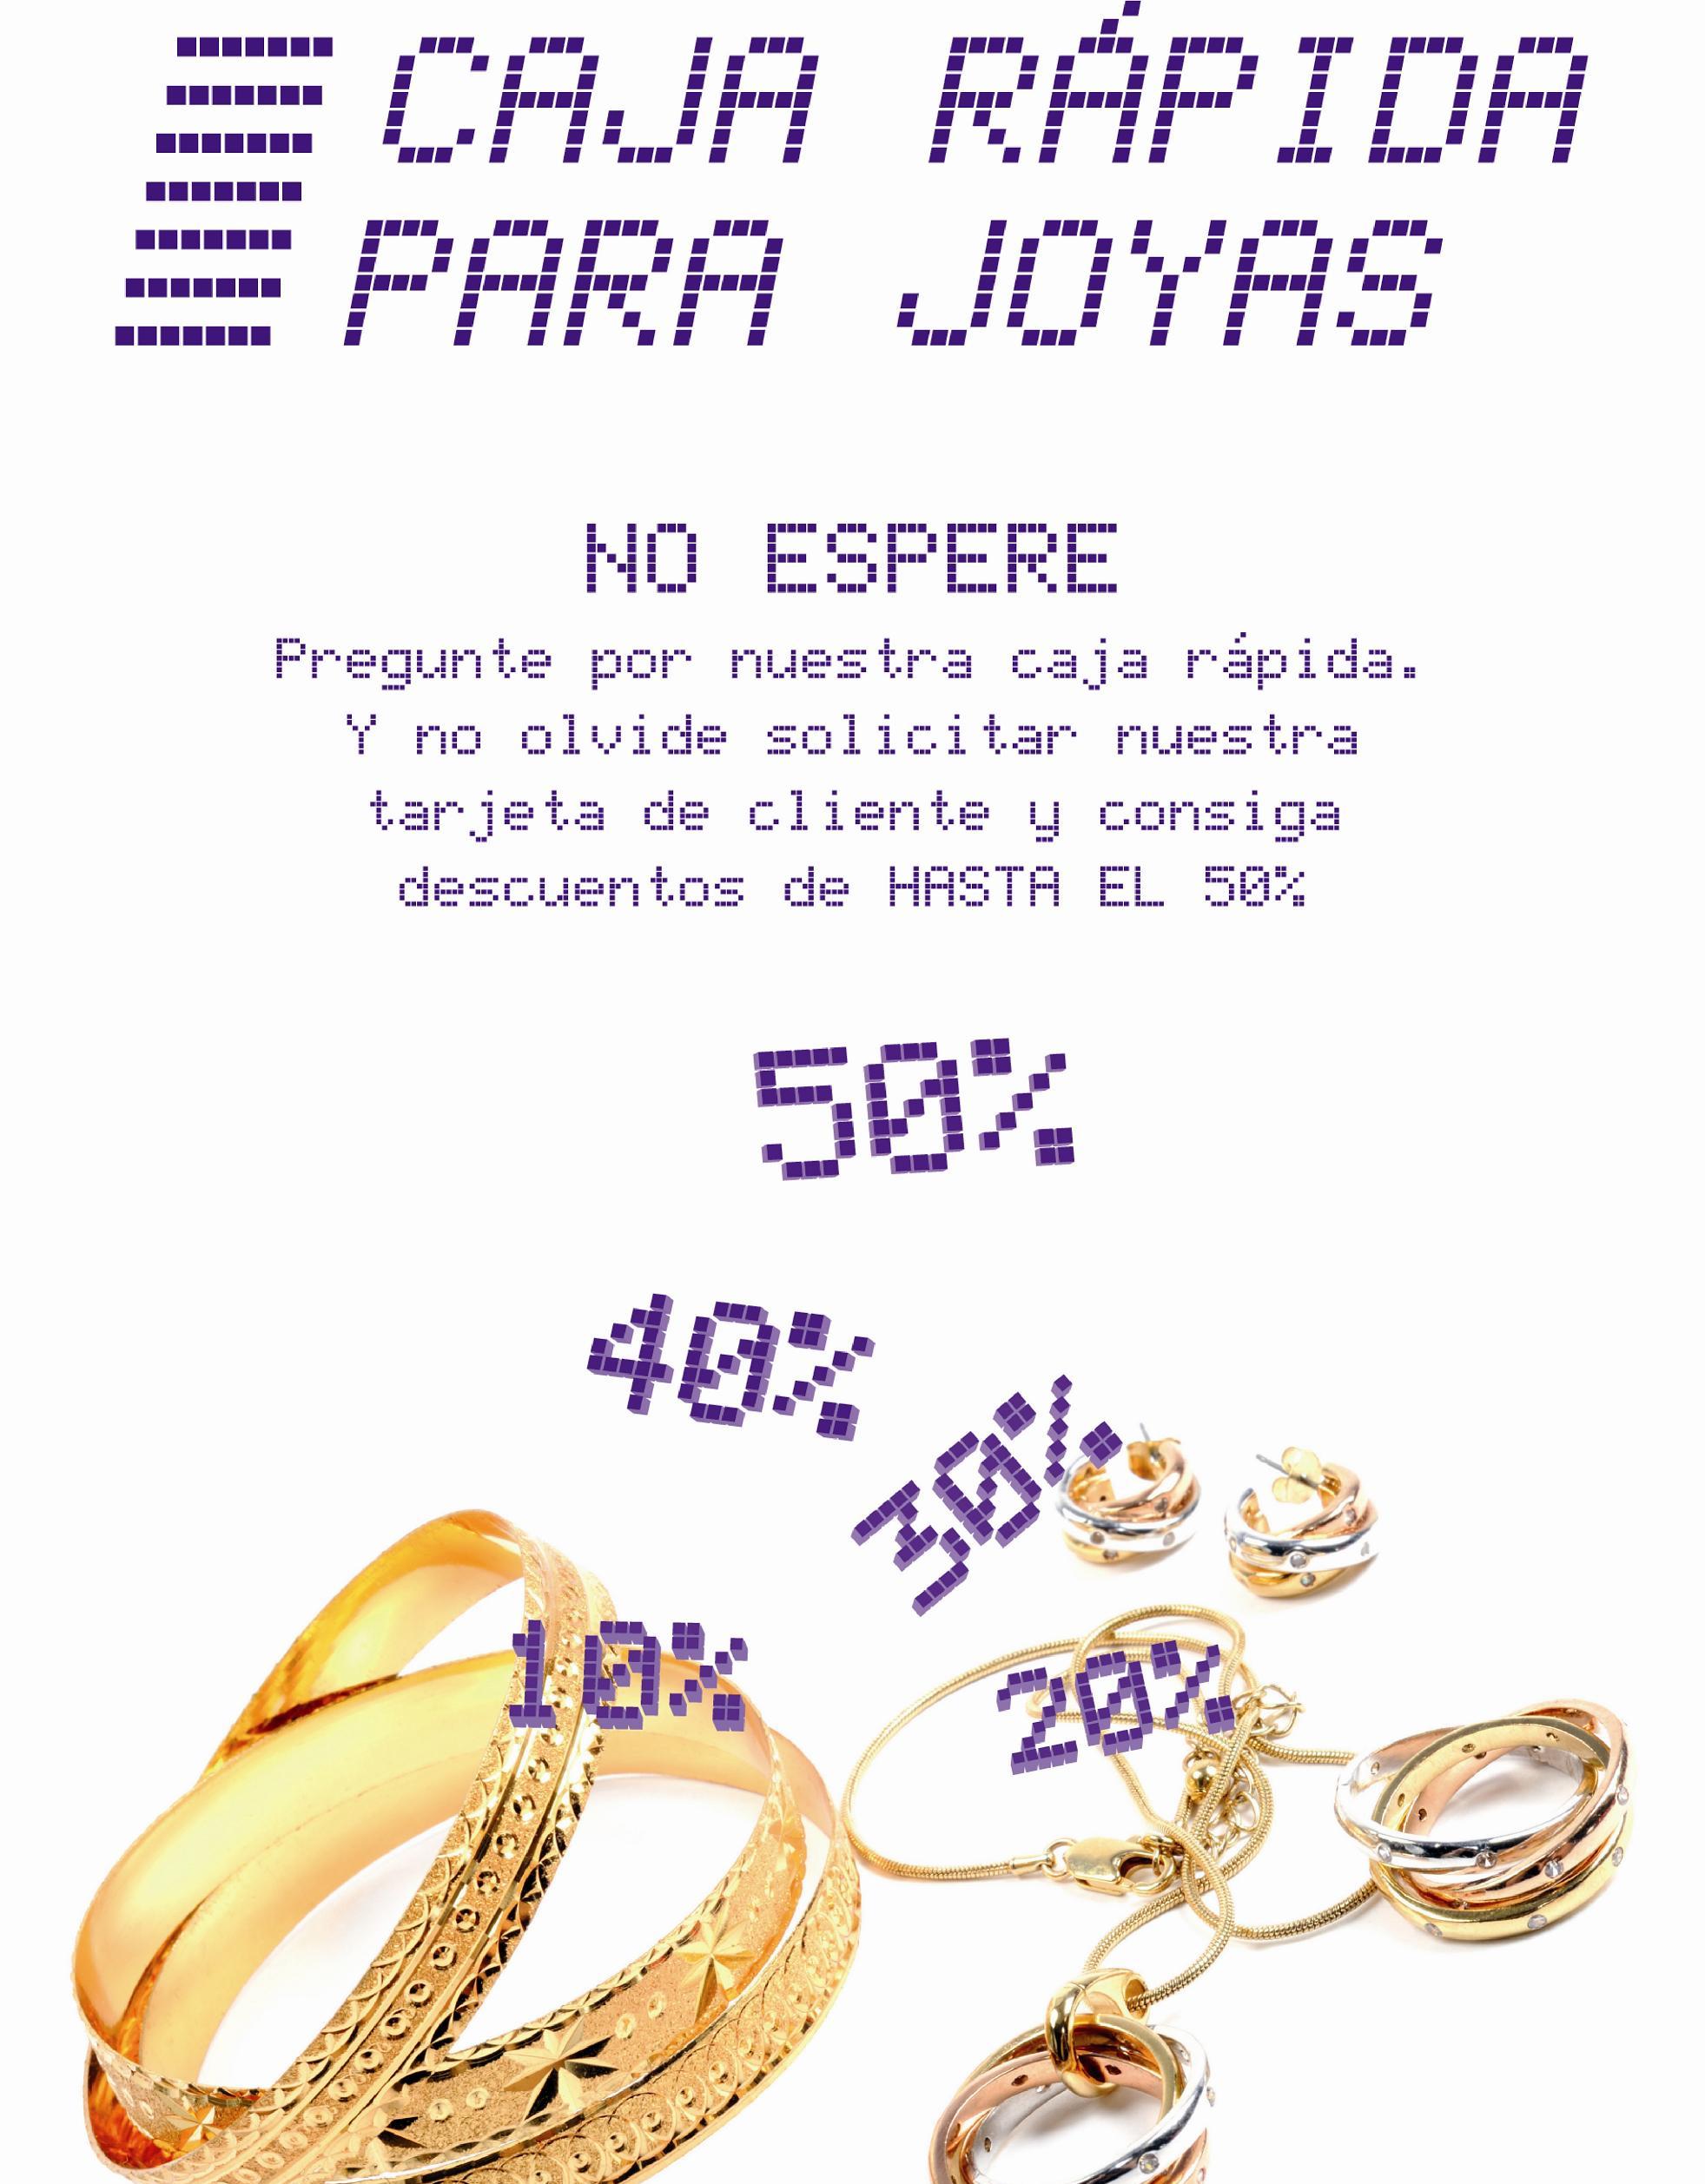 CAJA RÁPIDA
PARA JOYAS
NO ESPERE
Pregunte por nuestra caja rápida.
Y no olvide solicitar nuestra
tarjeta de cliente y consiga
descuentos de HASTA EL 50%
50%
40%
30%
10%
20%